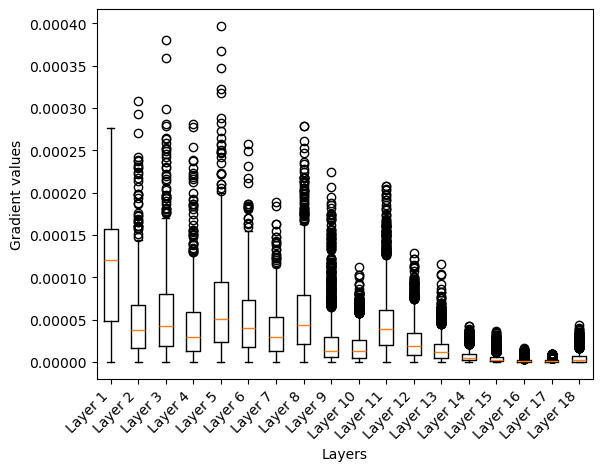 0.00040
0.00035
0.00030
0.00025
0.00020
0.00015
0.00010
0.00005
0.00000
Gradient values
Layer 1
Layer 2
Layer 3
Layer 4
Layer 5
Layer 6
Layer 7
Layer 8
Layer 9
Layer 10
Layer 11
Layer 12
Layer 13
Layer 14
Layer 15
Layer 16
Layer 17
Layer 18
Layers